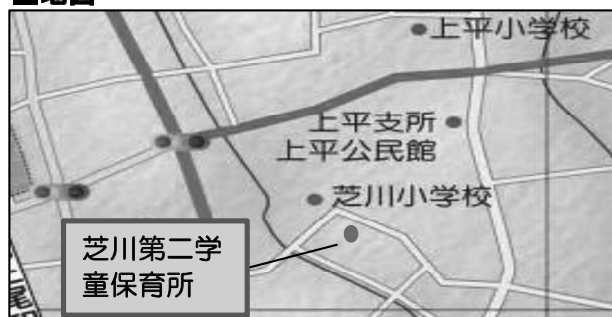 上平小学校
上平支所
上平公民館
芝川小学校
芝川第二学
童保育所